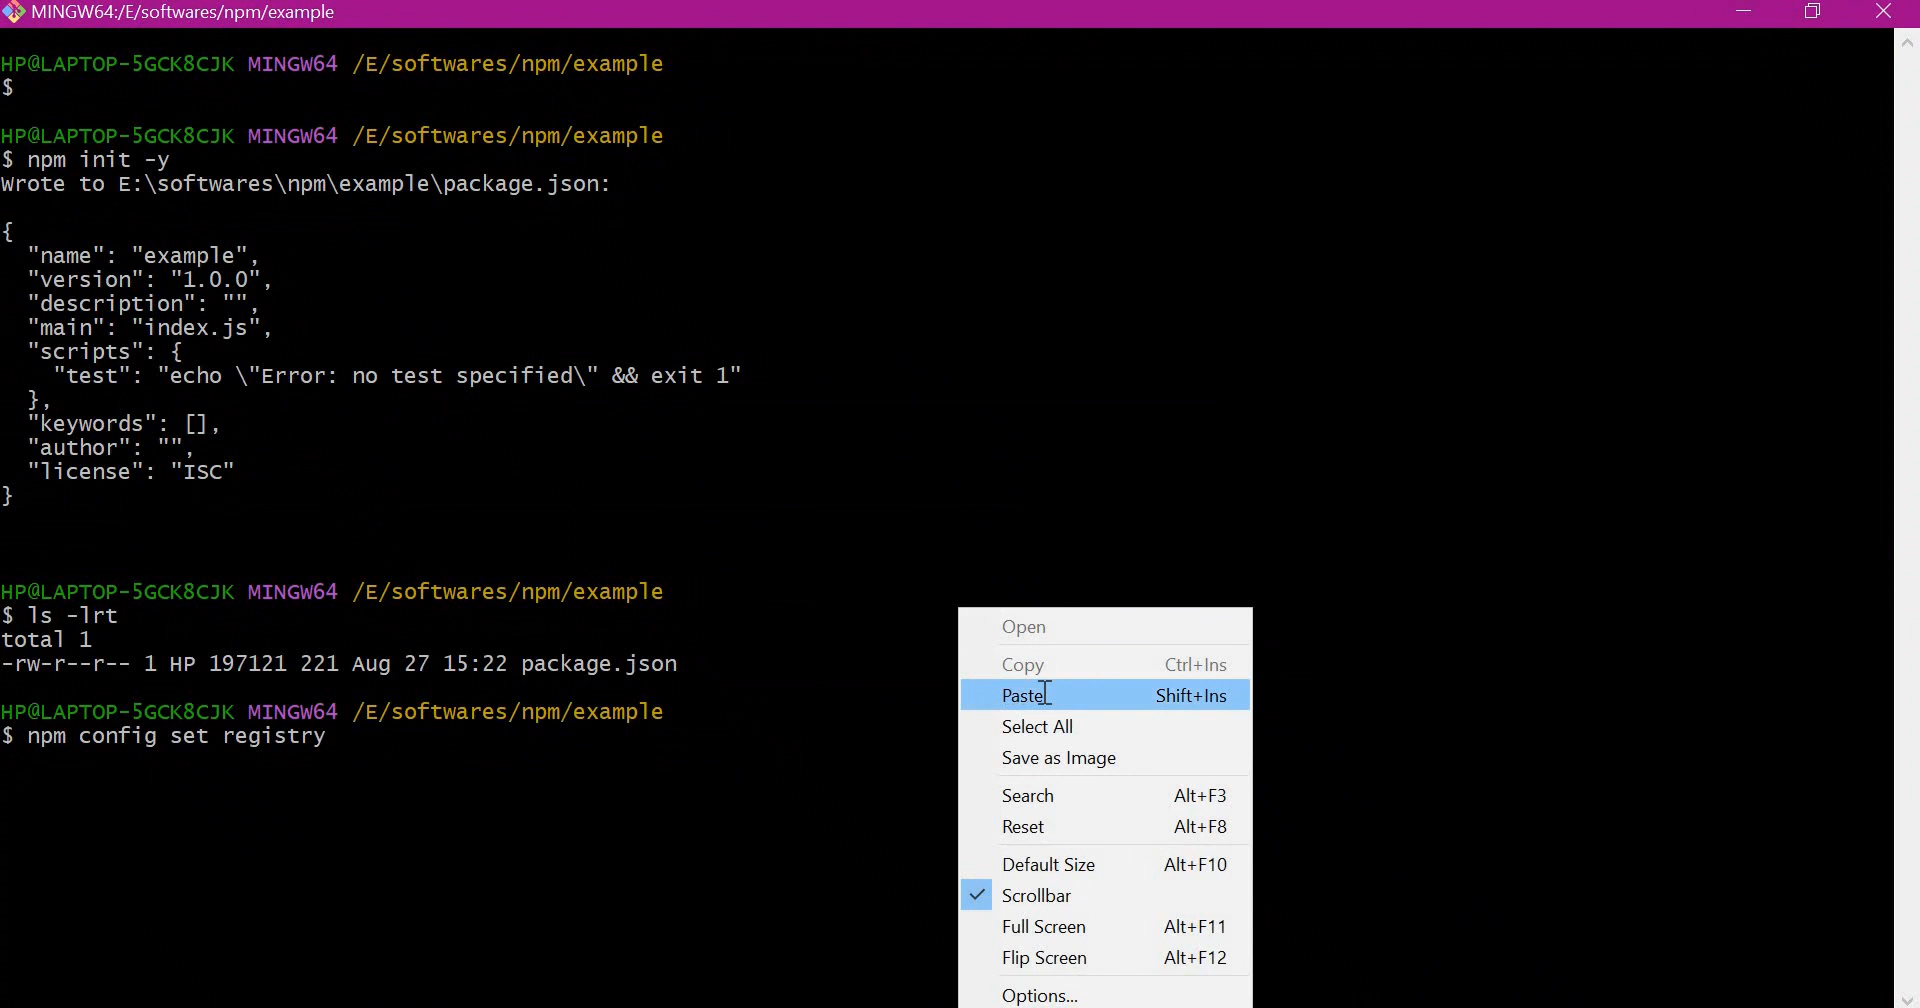 MINGW64:/E/softwares/npm/example
HP@LAPTOP-5GCK8CJK MINGW64 /E/softwares/npm/example
$
HP@LAPTOP-5GCK8CJK MINGW64 /E/softwares/npm/example
$ npm init -y
Wrote to E:\softwares\npm\example\package.json:
{
  "name": "example",
  "version": "1.0.0",
  "description": "",
  "main": "index.js",
  "scripts": {
    "test": "echo \"Error: no test specified\" && exit 1"
  },
  "keywords": [],
  "author": "",
  "license": "ISC"
}
HP@LAPTOP-5GCK8CJK MINGW64 /E/softwares/npm/example
$ ls -lrt
total 1
-rw-r--r-- 1 HP 197121 221 Aug 27 15:22 package.json
HP@LAPTOP-5GCK8CJK MINGW64 /E/softwares/npm/example
$ npm config set registry
Open
Copy Ctrl+Ins
Paste Shift+Ins
Select All
Save as Image
Search Alt+F3
Reset Alt+F8
Default Size Alt+F10
Scrollbar
Full Screen Alt+F11
Flip Screen Alt+F12
Options...